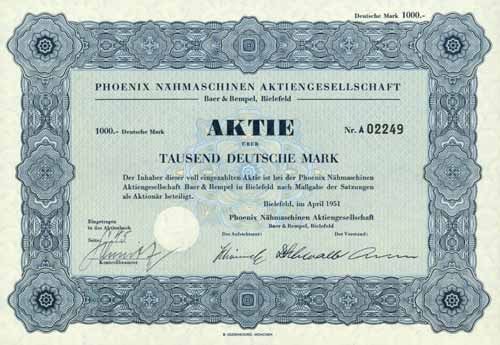 Deutsche Mark 1000.-
PHOENIX NÄHMASCHINEN AKTIENGESELLSCHAFT
Baer & Rempel, Bielefeld
1000.- Deutsche Mark
AKTIE
Nr. A 02249
ÜBER
TAUSEND DEUTSCHE MARK
Der Inhaber dieser voll eingezahlten Aktie ist bei der Phoenix Nähmaschinen
Aktiengesellschaft Baer & Rempel in Bielefeld nach Maßgabe der Satzungen
als Aktionär beteiligt.
Bielefeld, im April 1951
Eingetragen
in das Aktienbuch
Seite
Kontrollbeamter
Phoenix Nähmaschinen Aktiengesellschaft
Baer & Rempel, Bielefeld
Der Aufsichtsrat:
Der Vorstand:
R. OLDENBOURG, MÜNCHEN